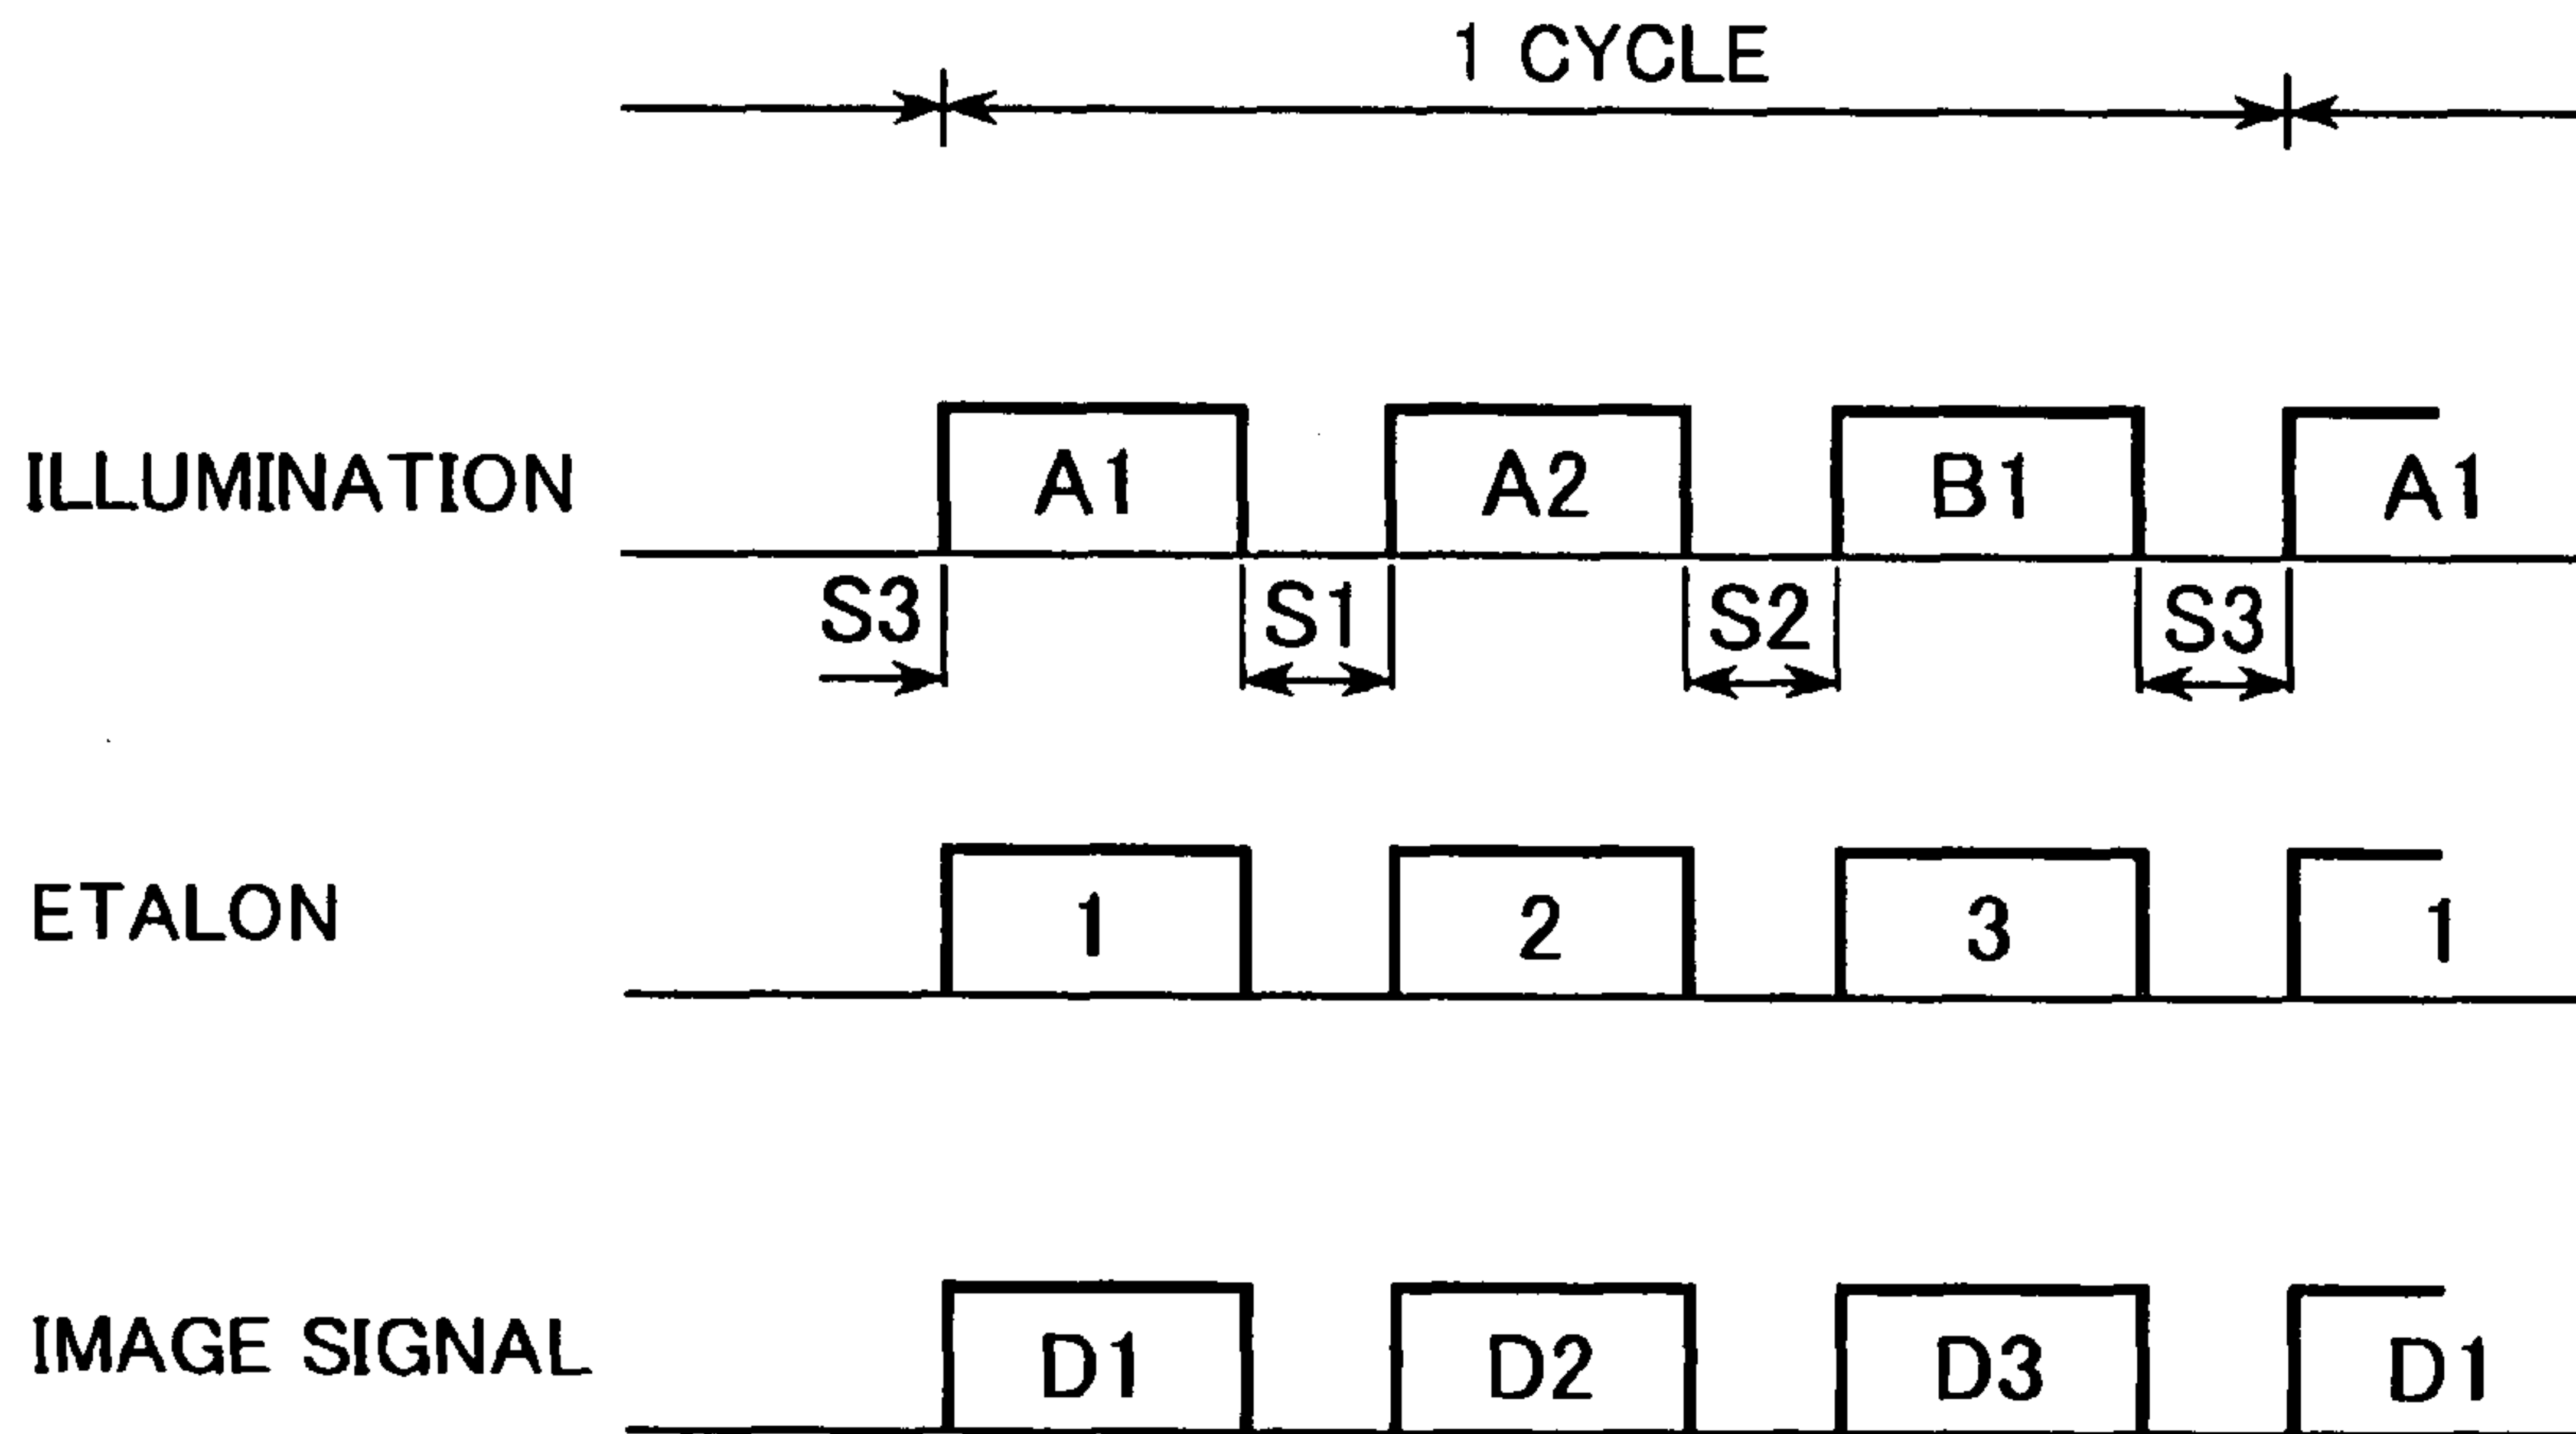 1 CYCLE
ILLUMINATION A1 A2 B1 A1
S3 S1 S2 S3
ETALON 1 2 3 1
IMAGE SIGNAL D1 D2 D3 D1